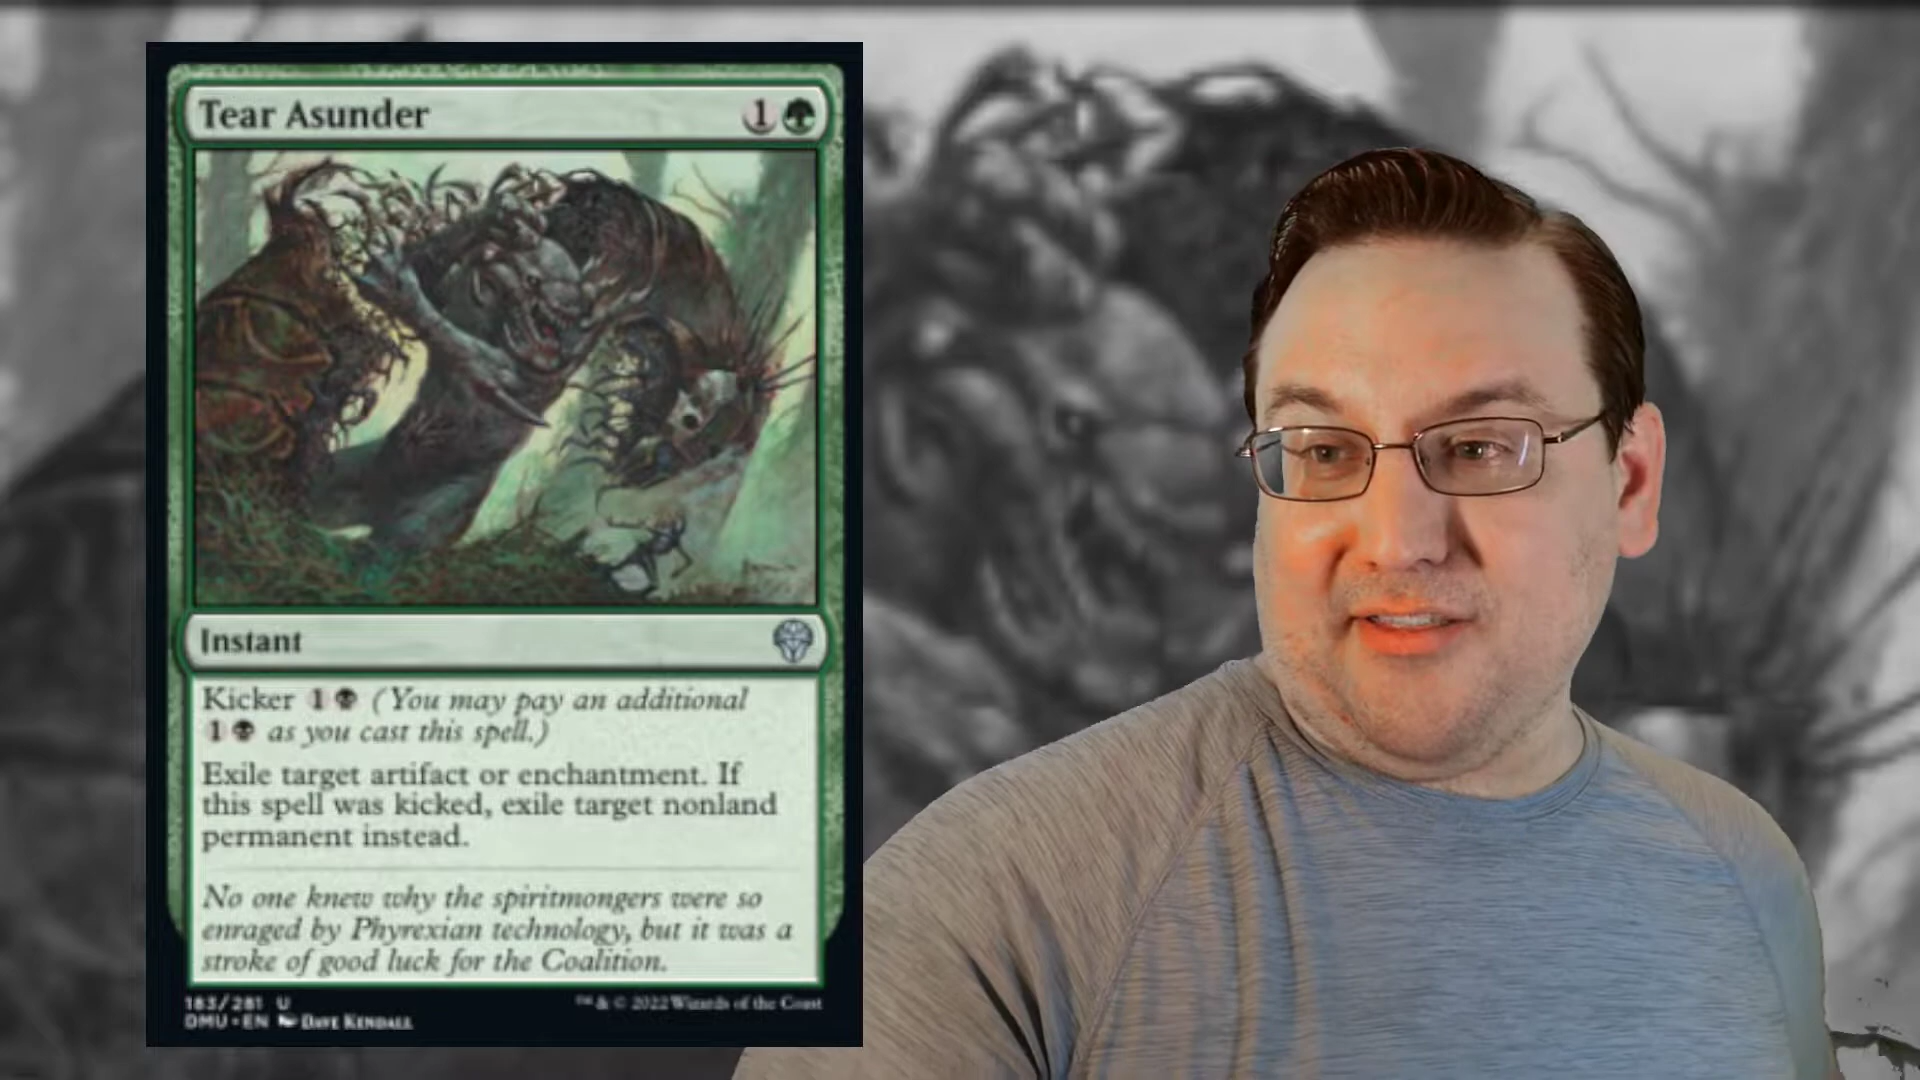 Tear Asunder 1
Instant
Kicker 1 (You may pay an additional
1 as you cast this spell.)
Exile target artifact or enchantment. If
this spell was kicked, exile target nonland
permanent instead.
No one knew why the spiritmongers were so
enraged by Phyrexian technology, but it was a
stroke of good luck for the Coalition.
183/281 U
DMU • EN DAVE KENDALL
™ & © 2022 Wizards of the Coast